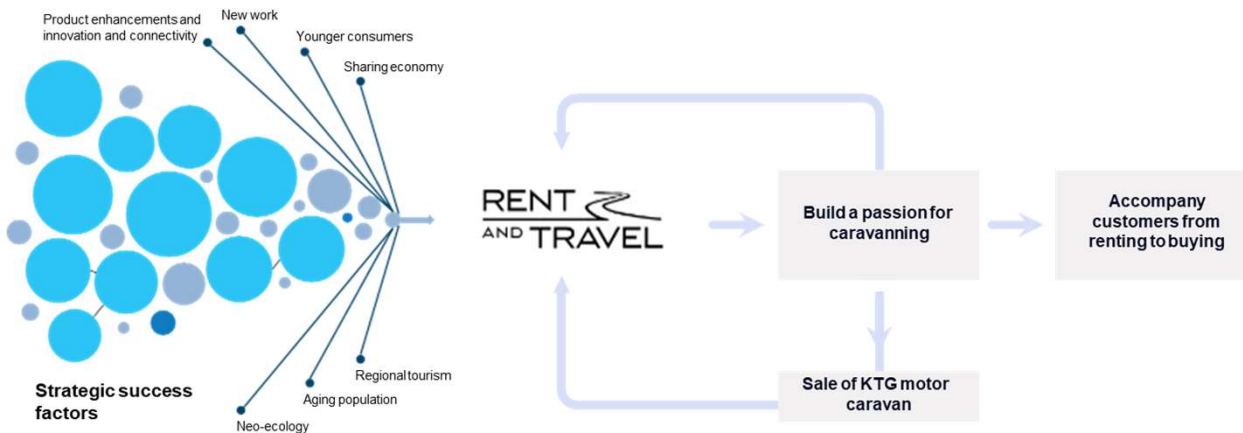 Product enhancements and
innovation and connectivity
New work
Younger consumers
Sharing economy
Strategic success
factors
Neo-ecology
Aging population
Regional tourism
RENT
AND TRAVEL
Build a passion for
caravanning
Accompany
customers from
renting to buying
Sale of KTG motor
caravan